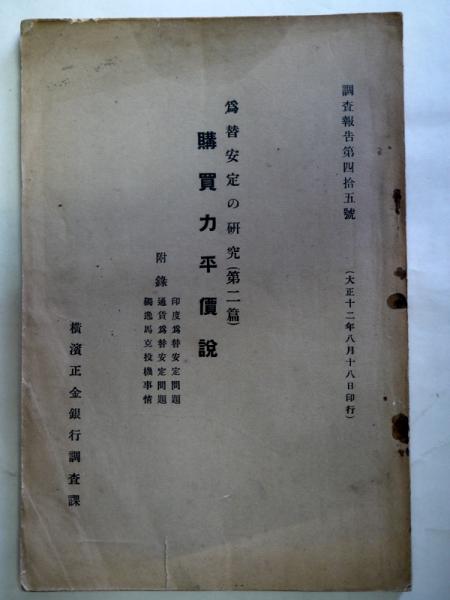 調査報告第四拾五號
(大正十二年八月十八日印行)
爲替安定の研究(第二篇)
購買力平價說
附錄
印度爲替安定問題
通貨爲替安定問題
獨逸馬克投機事情
橫濱正金銀行調査課